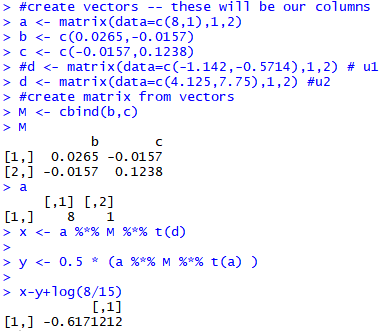 > #create vectors -- these will be our columns
> a <- matrix(data=c(8,1),1,2)
> b <- c(0.0265,-0.0157)
> c <- c(-0.0157,0.1238)
> #d <- matrix(data=c(-1.142,-0.5714),1,2) # u1
> d <- matrix(data=c(4.125,7.75),1,2) #u2
> #create matrix from vectors
> M <- cbind(b,c)
> M
           b       c
[1,]  0.0265 -0.0157
[2,] -0.0157  0.1238
> a
     [,1] [,2]
[1,]    8    1
> x <- a %*% M %*% t(d)
>
> y <- 0.5 * (a %*% M %*% t(a) )
>
> x-y+log(8/15)
           [,1]
[1,] -0.6171212